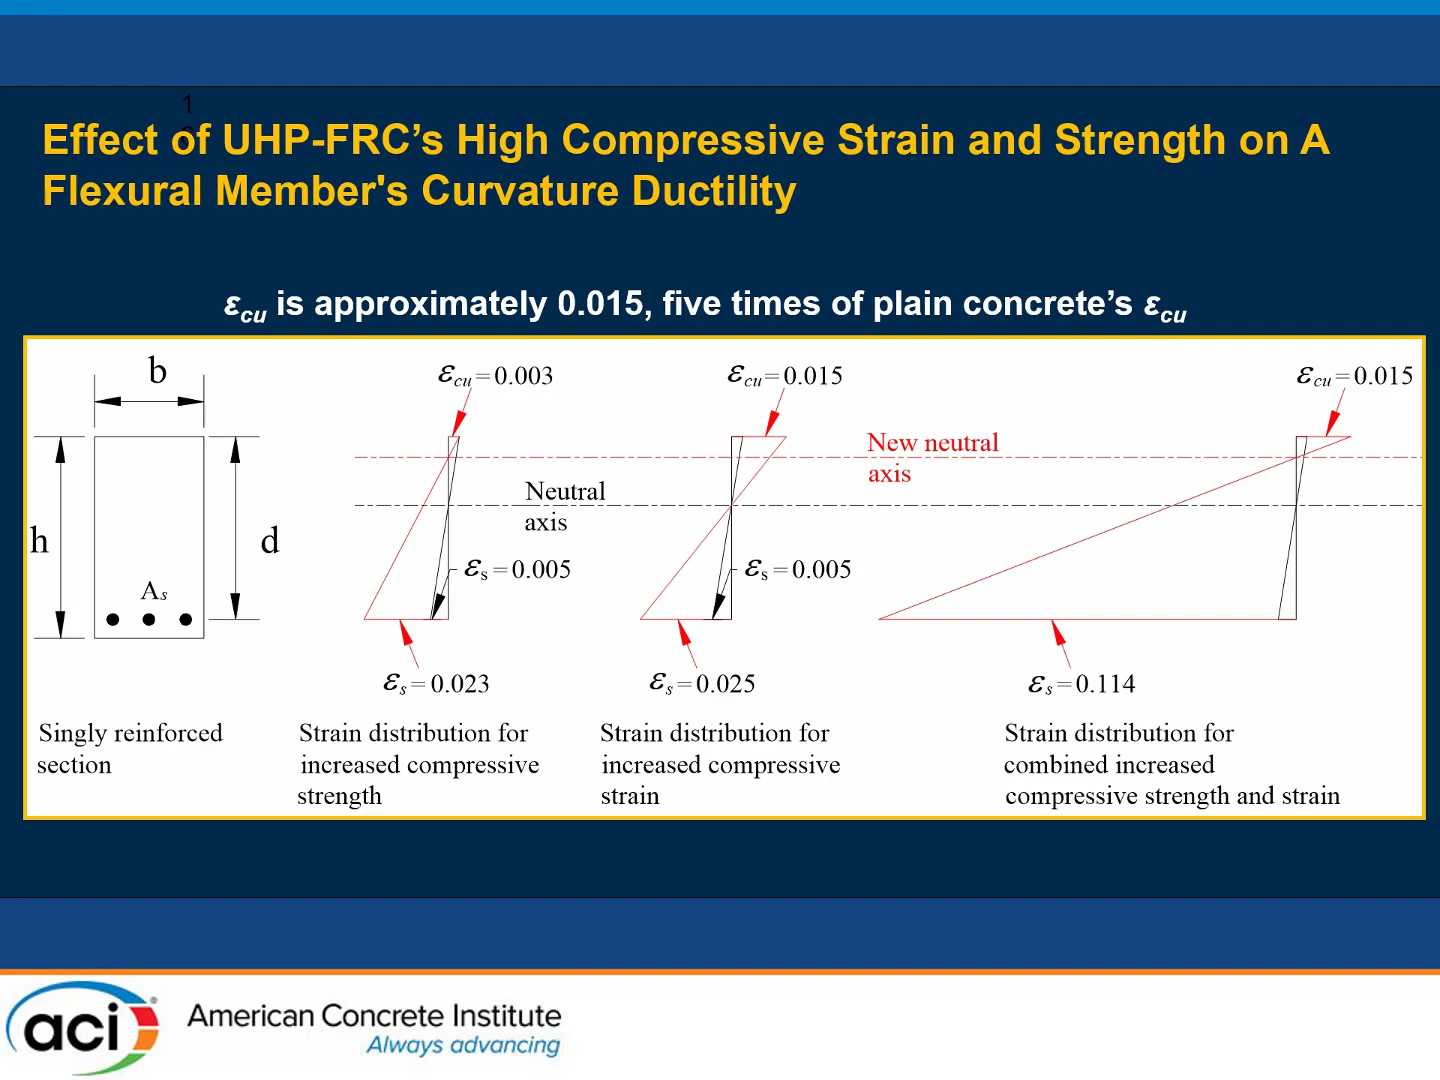 1
Effect of UHP-FRC’s High Compressive Strain and Strength on A
Flexural Member's Curvature Ductility
εcu is approximately 0.015, five times of plain concrete’s εcu
b
h
d
As
Singly reinforced
section
εcu=0.003
Neutral
axis
εs=0.005
εs=0.023
Strain distribution for
increased compressive
strength
εcu=0.015
New neutral
axis
εs=0.005
εs=0.025
Strain distribution for
increased compressive
strain
εcu=0.015
εs=0.114
Strain distribution for
combined increased
compressive strength and strain
aci®
American Concrete Institute
Always advancing